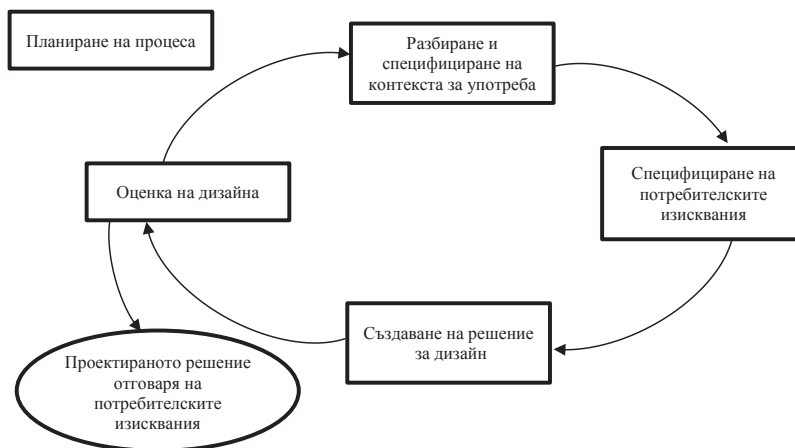 Планиране на процеса
Разбиране и
специфициране на
контекста за употреба
Специфициране на
потребителските
изисквания
Оценка на дизайна
Създаване на решение
за дизайн
Проектираното решение
отговаря на
потребителските
изисквания